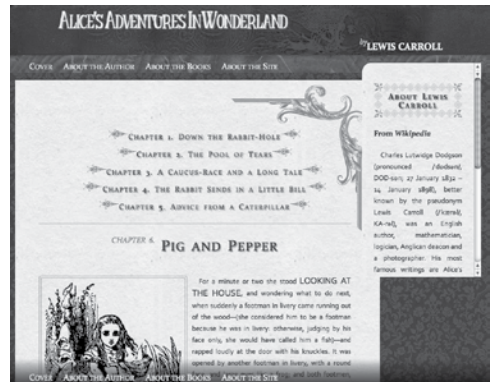 ALICE'S ADVENTURES IN WONDERLAND
by LEWIS CARROLL
COVER ABOUT THE AUTHOR ABOUT THE BOOKS ABOUT THE SITE
CHAPTER 1. DOWN THE RABBIT-HOLE
CHAPTER 2. THE POOL OF TEARS
CHAPTER 3. A CAUCUS-RACE AND A LONG TALE
CHAPTER 4. THE RABBIT SENDS IN A LITTLE BILL
CHAPTER 5. ADVICE FROM A CATERPILLAR
CHAPTER 6. PIG AND PEPPER
For a minute or two she stood LOOKING AT
THE HOUSE, and wondering what to do next,
when suddenly a footman in livery came running out
of the wood—(she considered him to be a footman
because he was in livery: otherwise, judging by his
face only, she would have called him a fish)—and
rapped loudly at the door with his knuckles. It was
opened by another footman in livery, with a round
and both footmen,
COVER ABOUT THE AUTHOR ABOUT THE BOOKS ABOUT THE SITE
ABOUT LEWIS
CARROLL
From Wikipedia
Charles Lutwidge Dodgson
(pronounced
DOD-son; 27 January 1832 –
14 January 1898), better
known by the pseudonym
Lewis Carroll
was an English
author, mathematician,
logician, Anglican deacon and
a photographer. His most
famous writings are Alice's